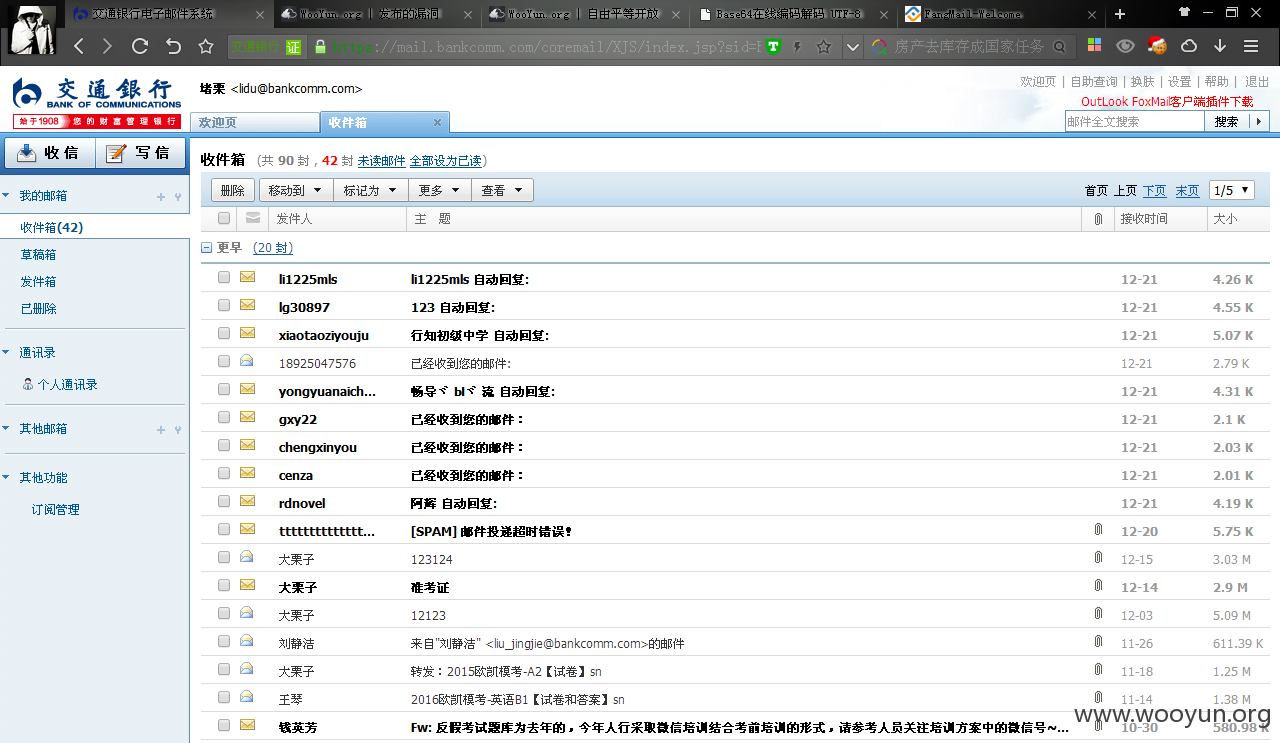 交通银行电子邮件系统
WooYun.org | 发布的漏洞
WooYun.org | 自由平等开放
Base64在线编码解码 UTF-8
FangMail-Welcome
证 https://mail.bankcomm.com/coremail/XJS/index.jsp?sid=
房产去库存成国家任务
交通銀行
BANK OF COMMUNICATIONS
始于1908 您的财富管理银行
堵栗 <lidu@bankcomm.com>
欢迎页 | 自助查询 | 换肤 | 设置 | 帮助 | 退出
OutLook FoxMail客户端插件下载
欢迎页
收件箱
邮件全文搜索 搜索
收信 写信
收件箱 (共 90 封，42 封 未读邮件 全部设为已读)
删除 移动到 标记为 更多 查看
首页 上页 下页 末页 1/5
我的邮箱
收件箱(42)
草稿箱
发件箱
已删除
通讯录
个人通讯录
其他邮箱
其他功能
订阅管理
发件人 主 题 接收时间 大小
更早 (20 封)
li1225mls li1225mls 自动回复: 12-21 4.26 K
lg30897 123 自动回复: 12-21 4.55 K
xiaotaoziyouju 行知初级中学 自动回复: 12-21 5.07 K
18925047576 已经收到您的邮件: 12-21 2.79 K
yongyuanaich... 畅导ヾ blヾ 流 自动回复: 12-21 4.31 K
gxy22 已经收到您的邮件： 12-21 2.1 K
chengxinyou 已经收到您的邮件： 12-21 2.03 K
cenza 已经收到您的邮件： 12-21 2.01 K
rdnovel 阿辉 自动回复: 12-21 4.19 K
tttttttttttttt... [SPAM] 邮件投递超时错误! 12-20 5.75 K
大栗子 123124 12-15 3.03 M
大栗子 准考证 12-14 2.9 M
大栗子 12123 12-03 5.09 M
刘静洁 来自"刘静洁" <liu_jingjie@bankcomm.com>的邮件 11-26 611.39 K
大栗子 转发：2015欧凯模考-A2【试卷】sn 11-18 1.25 M
王琴 2016欧凯模考-英语B1【试卷和答案】sn 11-14 1.38 M
钱英芳 Fw: 反假考试题库为去年的，今年人行采取微信培训结合考前培训的形式，请参考人员关注培训方案中的微信号~... 10-30 580.98 K
www.wooyun.org